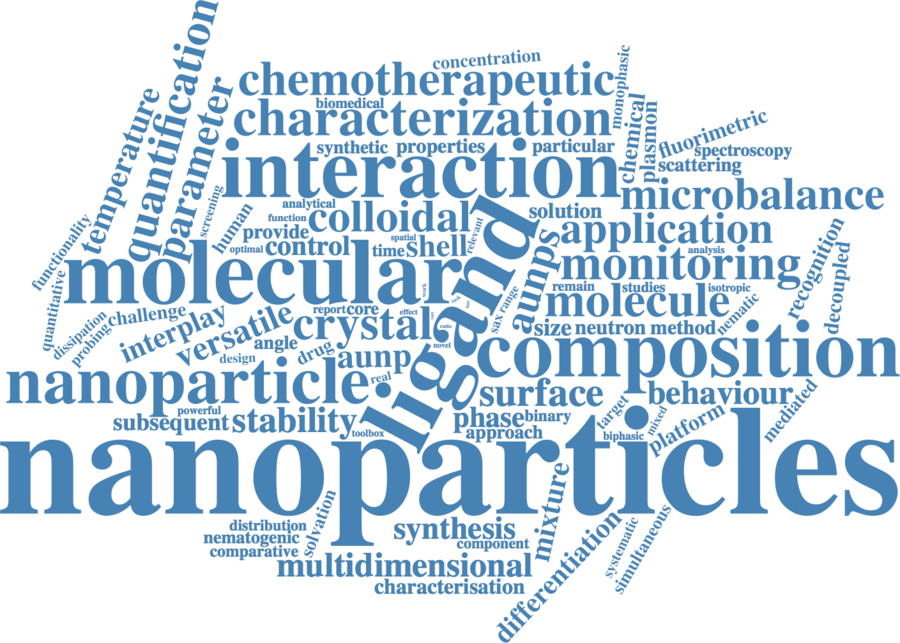 quantification
concentration
chemotherapeutic
monophasic
temperature
parameter
biomedical
characterization
chemical
plasmon
fluorimetric
synthetic
properties
particular
spectroscopy
scattering
interaction
microbalance
screening
human
analytical
function
colloidal
relevant
solution
functionality
provide
application
optimal
control
spatial
time
shell
analysis
recognition
decoupled
quantitative
molecular
work
ligand
aunps
monitoring
remain
studies
isotropic
molecule
sax
range
dissipation
probing
challenge
interplay
versatile
report
core
effect
crystal
ratio
size
neutron
method
nematic
design
angle
drug
aunp
novel
composition
nanoparticle
real
surface
behaviour
mediated
powerful
subsequent
stability
toolbox
phase
binary
approach
target
biphasic
mixed
platform
nanoparticles
distribution
nematogenic
comparative
solvation
synthesis
component
mixture
differentiation
systematic
simultaneous
multidimensional
characterisation